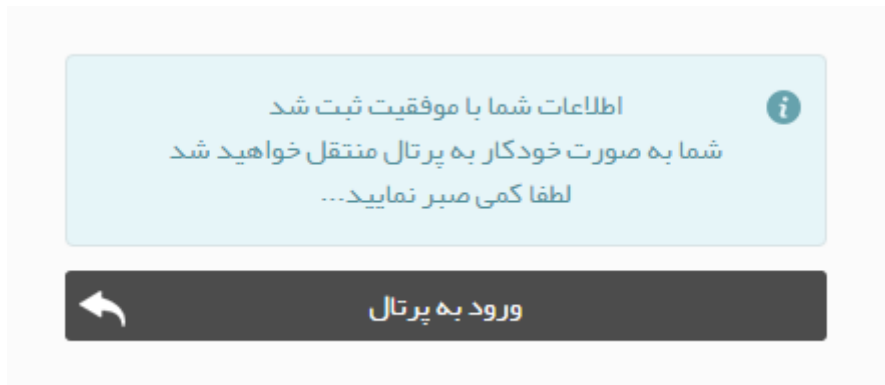 اطلاعات شما با موفقیت ثبت شد
شما به صورت خودکار به پرتال منتقل خواهید شد
لطفا کمی صبر نمایید...
ورود به پرتال